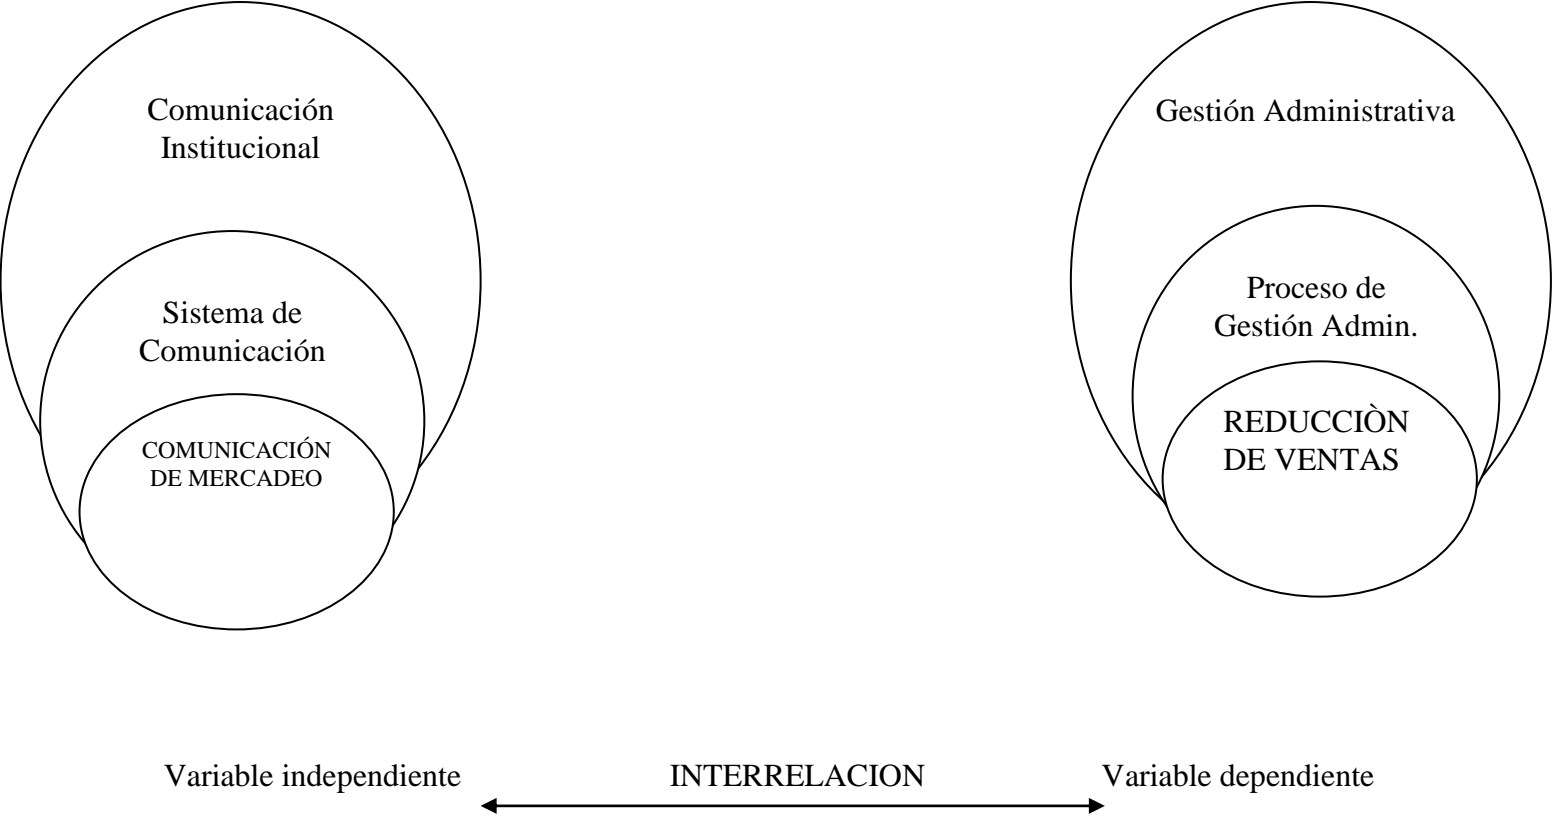 Comunicación
Institucional
Sistema de
Comunicación
COMUNICACIÓN
DE MERCADEO
Gestión Administrativa
Proceso de
Gestión Admin.
REDUCCIÒN
DE VENTAS
Variable independiente
INTERRELACION
Variable dependiente